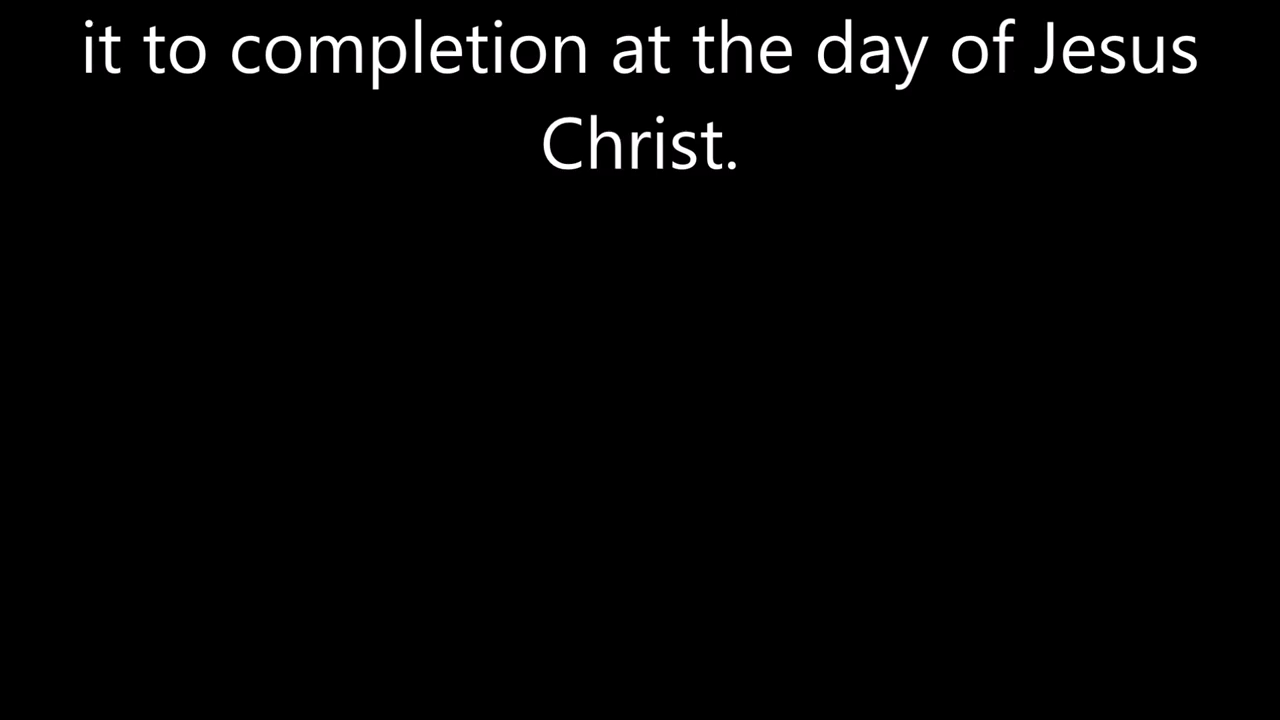 it to completion at the day of Jesus
Christ.